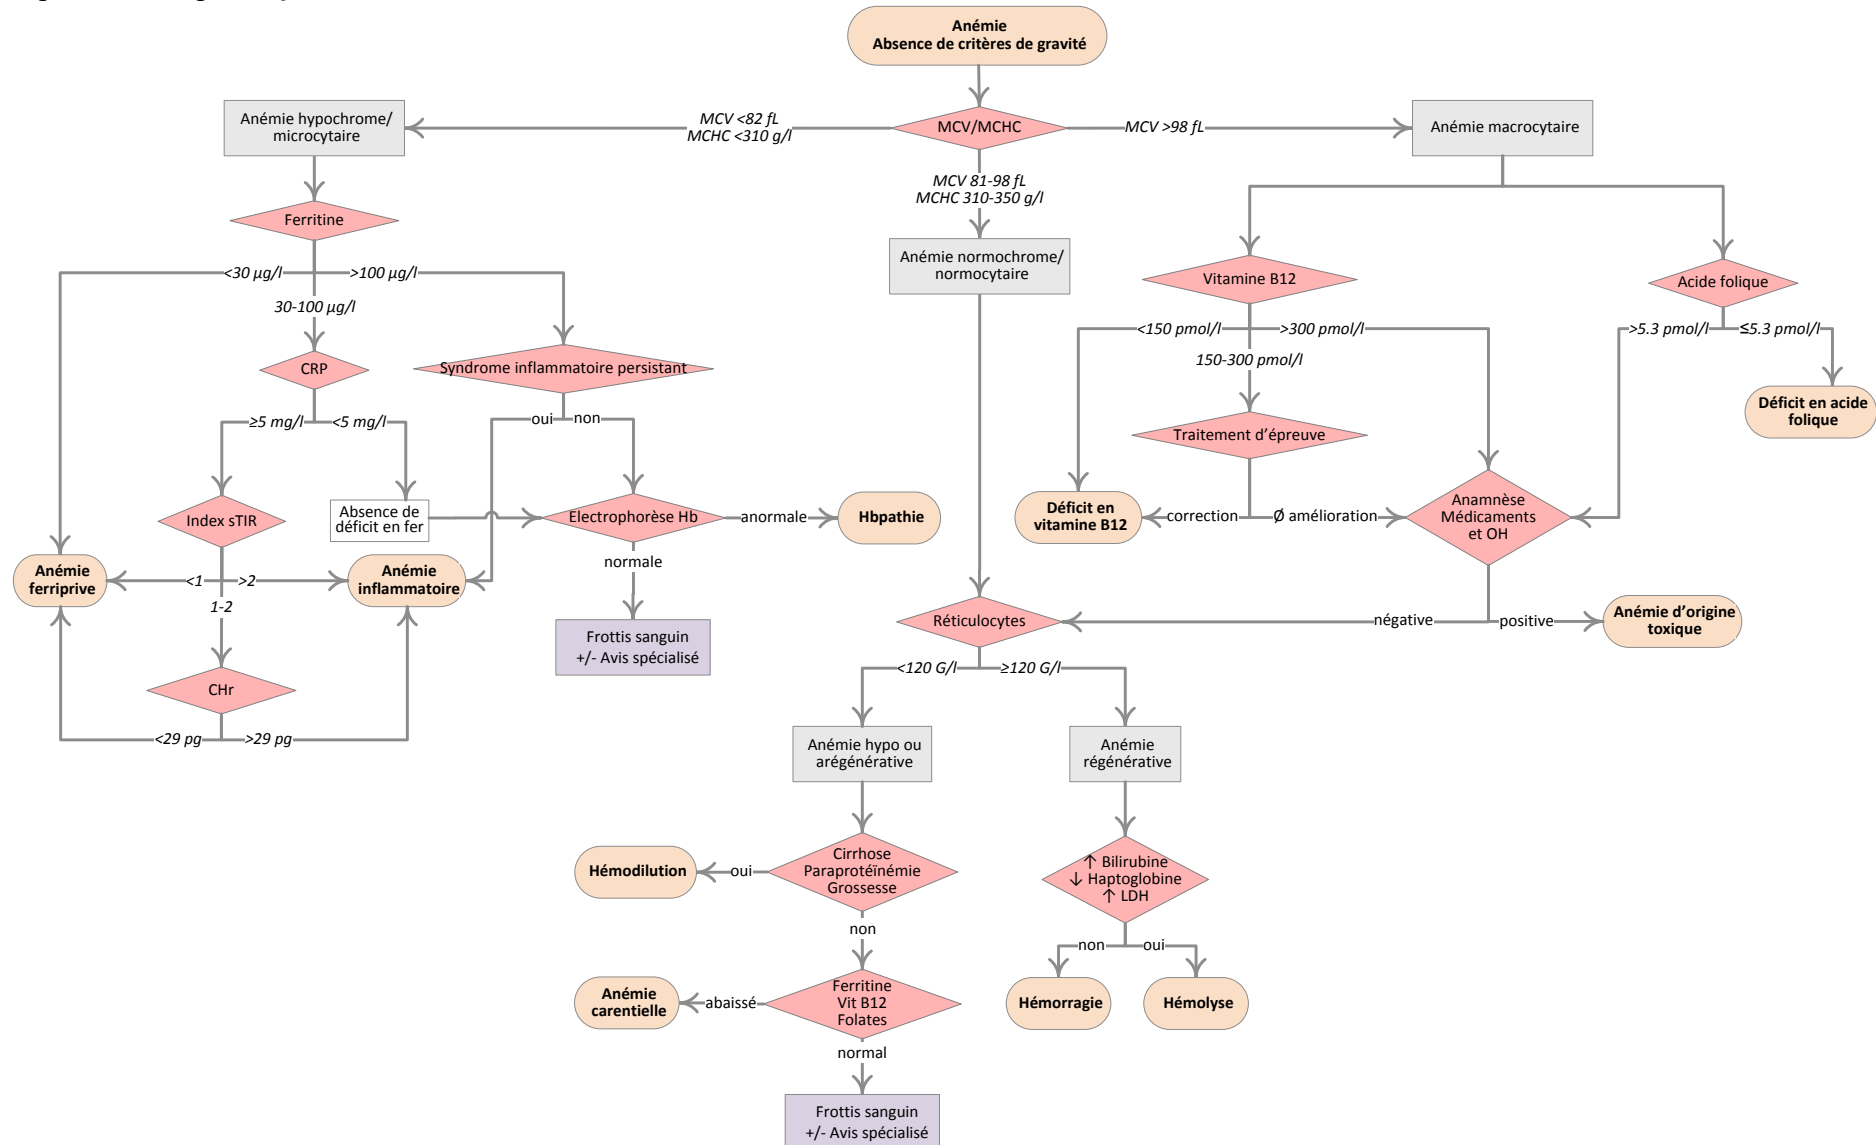 Anémie
Absence de critères de gravité
Anémie hypochrome/
microcytaire
MCV <82 fL
MCHC <310 g/l
MCV/MCHC
MCV >98 fL
Anémie macrocytaire
MCV 81-98 fL
MCHC 310-350 g/l
Ferritine
Anémie normochrome/
normocytaire
<30 µg/l
>100 µg/l
30-100 µg/l
Vitamine B12
Acide folique
<150 pmol/l
>300 pmol/l
150-300 pmol/l
>5.3 pmol/l
≤5.3 pmol/l
CRP
Syndrome inflammatoire persistant
≥5 mg/l
<5 mg/l
oui
non
Traitement d’épreuve
Déficit en acide
folique
Index sTIR
Absence de
déficit en fer
Electrophorèse Hb
anormale
Hbpathie
Déficit en
vitamine B12
correction
Ø amélioration
Anamnèse
Médicaments
et OH
normale
Anémie
ferriprive
<1
>2
1-2
Anémie
inflammatoire
Frottis sanguin
+/- Avis spécialisé
Réticulocytes
négative
positive
Anémie d’origine
toxique
CHr
<29 pg
>29 pg
<120 G/l
≥120 G/l
Anémie hypo ou
arégénérative
Anémie
régénérative
Hémodilution
oui
Cirrhose
Paraprotéïnémie
Grossesse
↑ Bilirubine
↓ Haptoglobine
↑ LDH
non
non
oui
Anémie
carentielle
abaissé
Ferritine
Vit B12
Folates
Hémorragie
Hémolyse
normal
Frottis sanguin
+/- Avis spécialisé